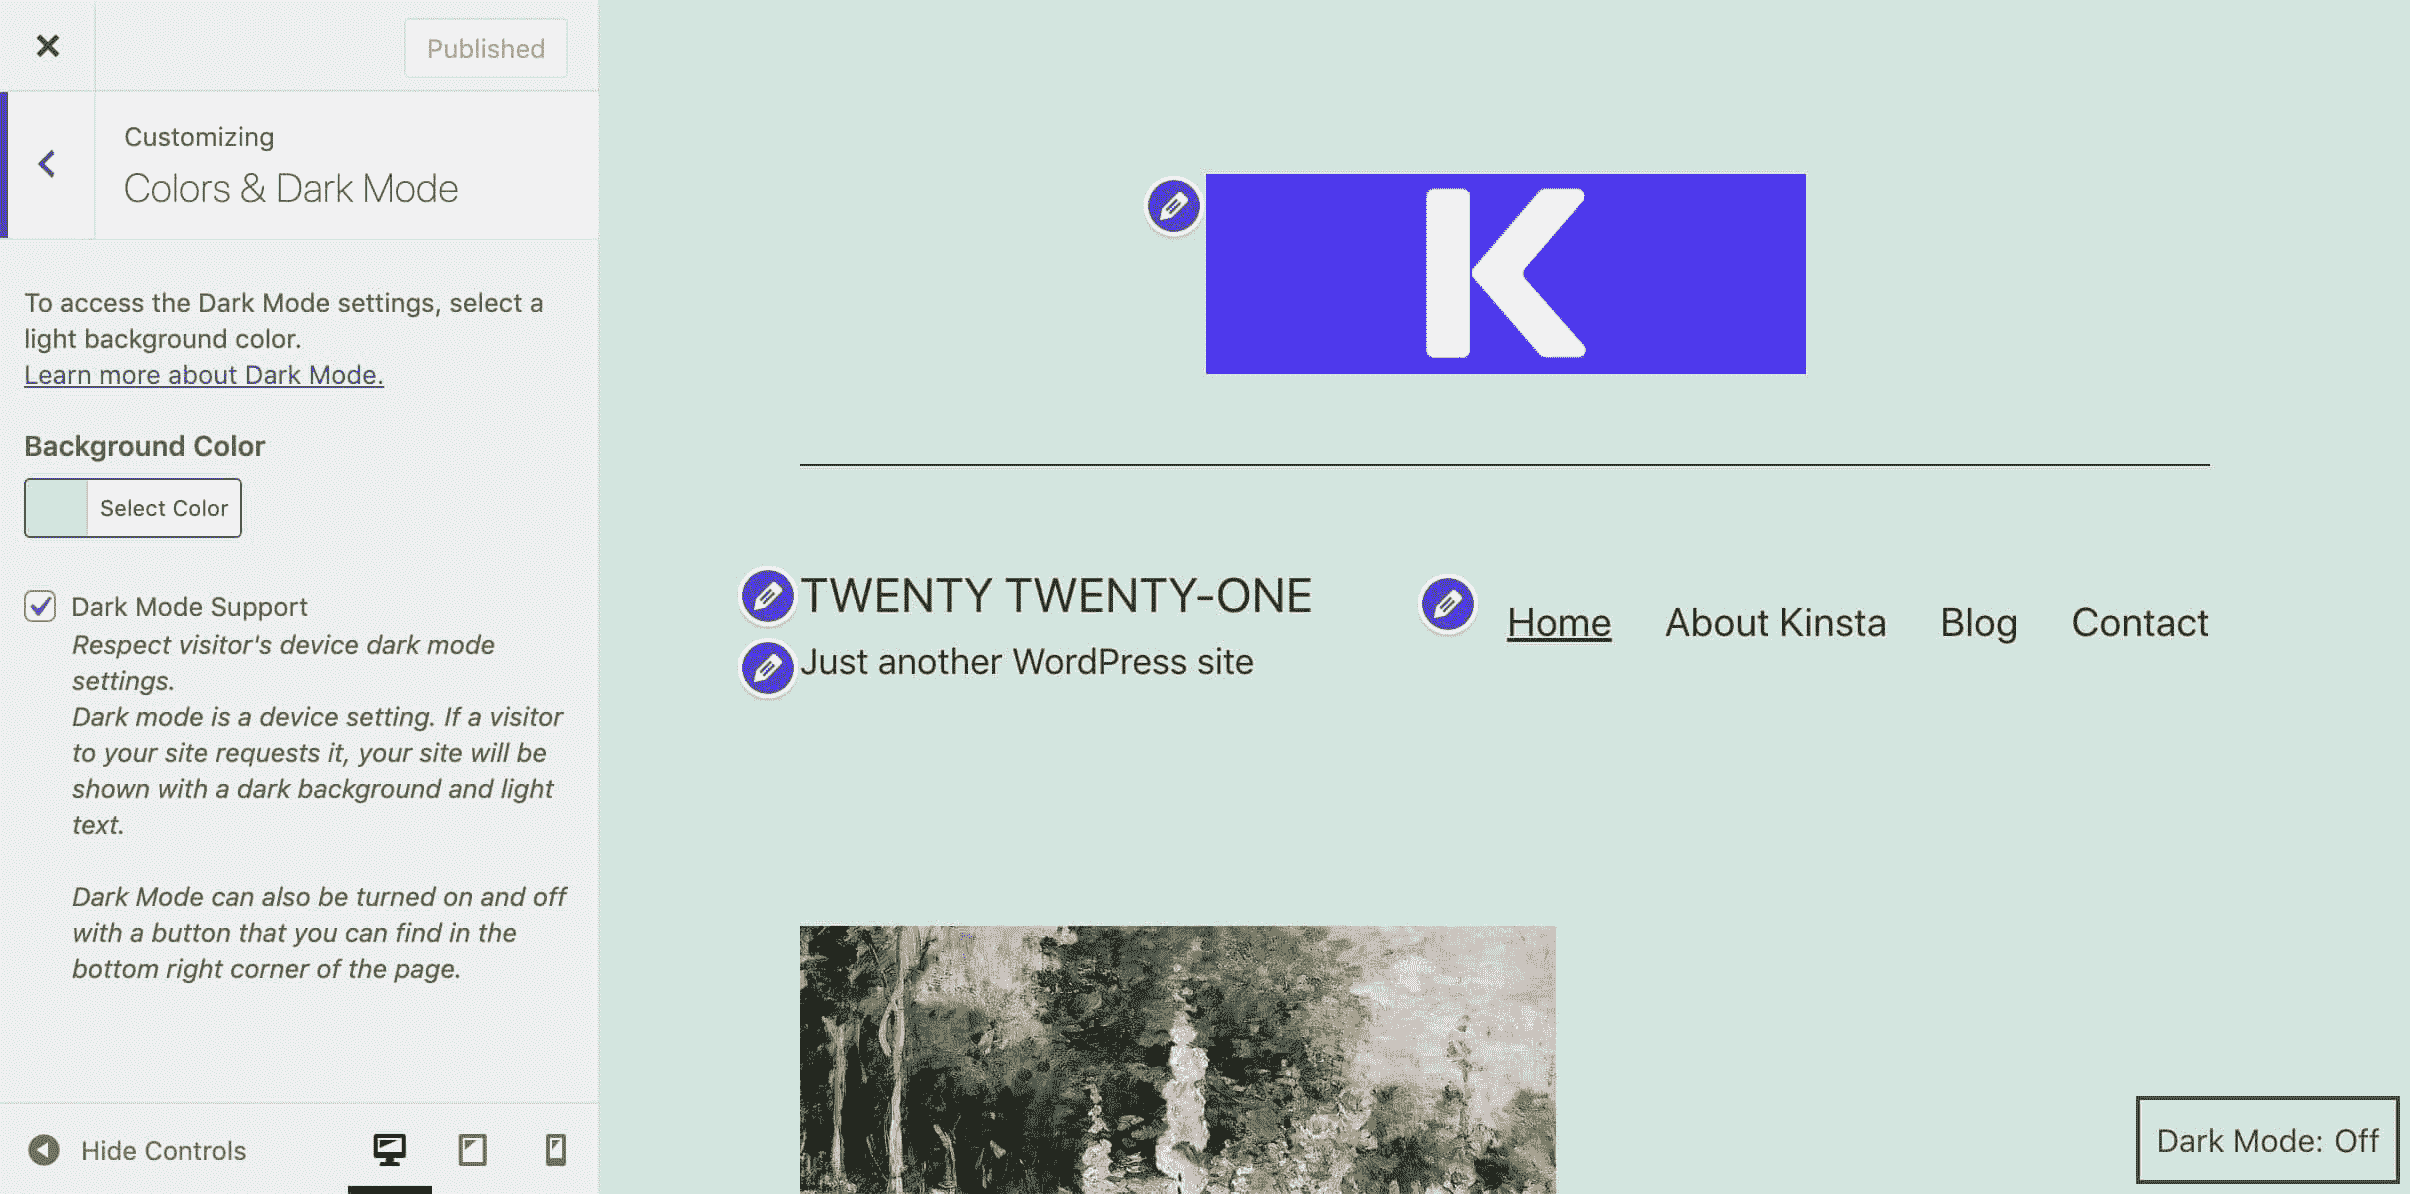 Published
Customizing
Colors & Dark Mode
To access the Dark Mode settings, select a
light background color.
Learn more about Dark Mode.
Background Color
Select Color
Dark Mode Support
Respect visitor's device dark mode
settings.
Dark mode is a device setting. If a visitor
to your site requests it, your site will be
shown with a dark background and light
text.
Dark Mode can also be turned on and off
with a button that you can find in the
bottom right corner of the page.
Hide Controls
K
TWENTY TWENTY-ONE
Just another WordPress site
Home About Kinsta Blog Contact
Dark Mode: Off